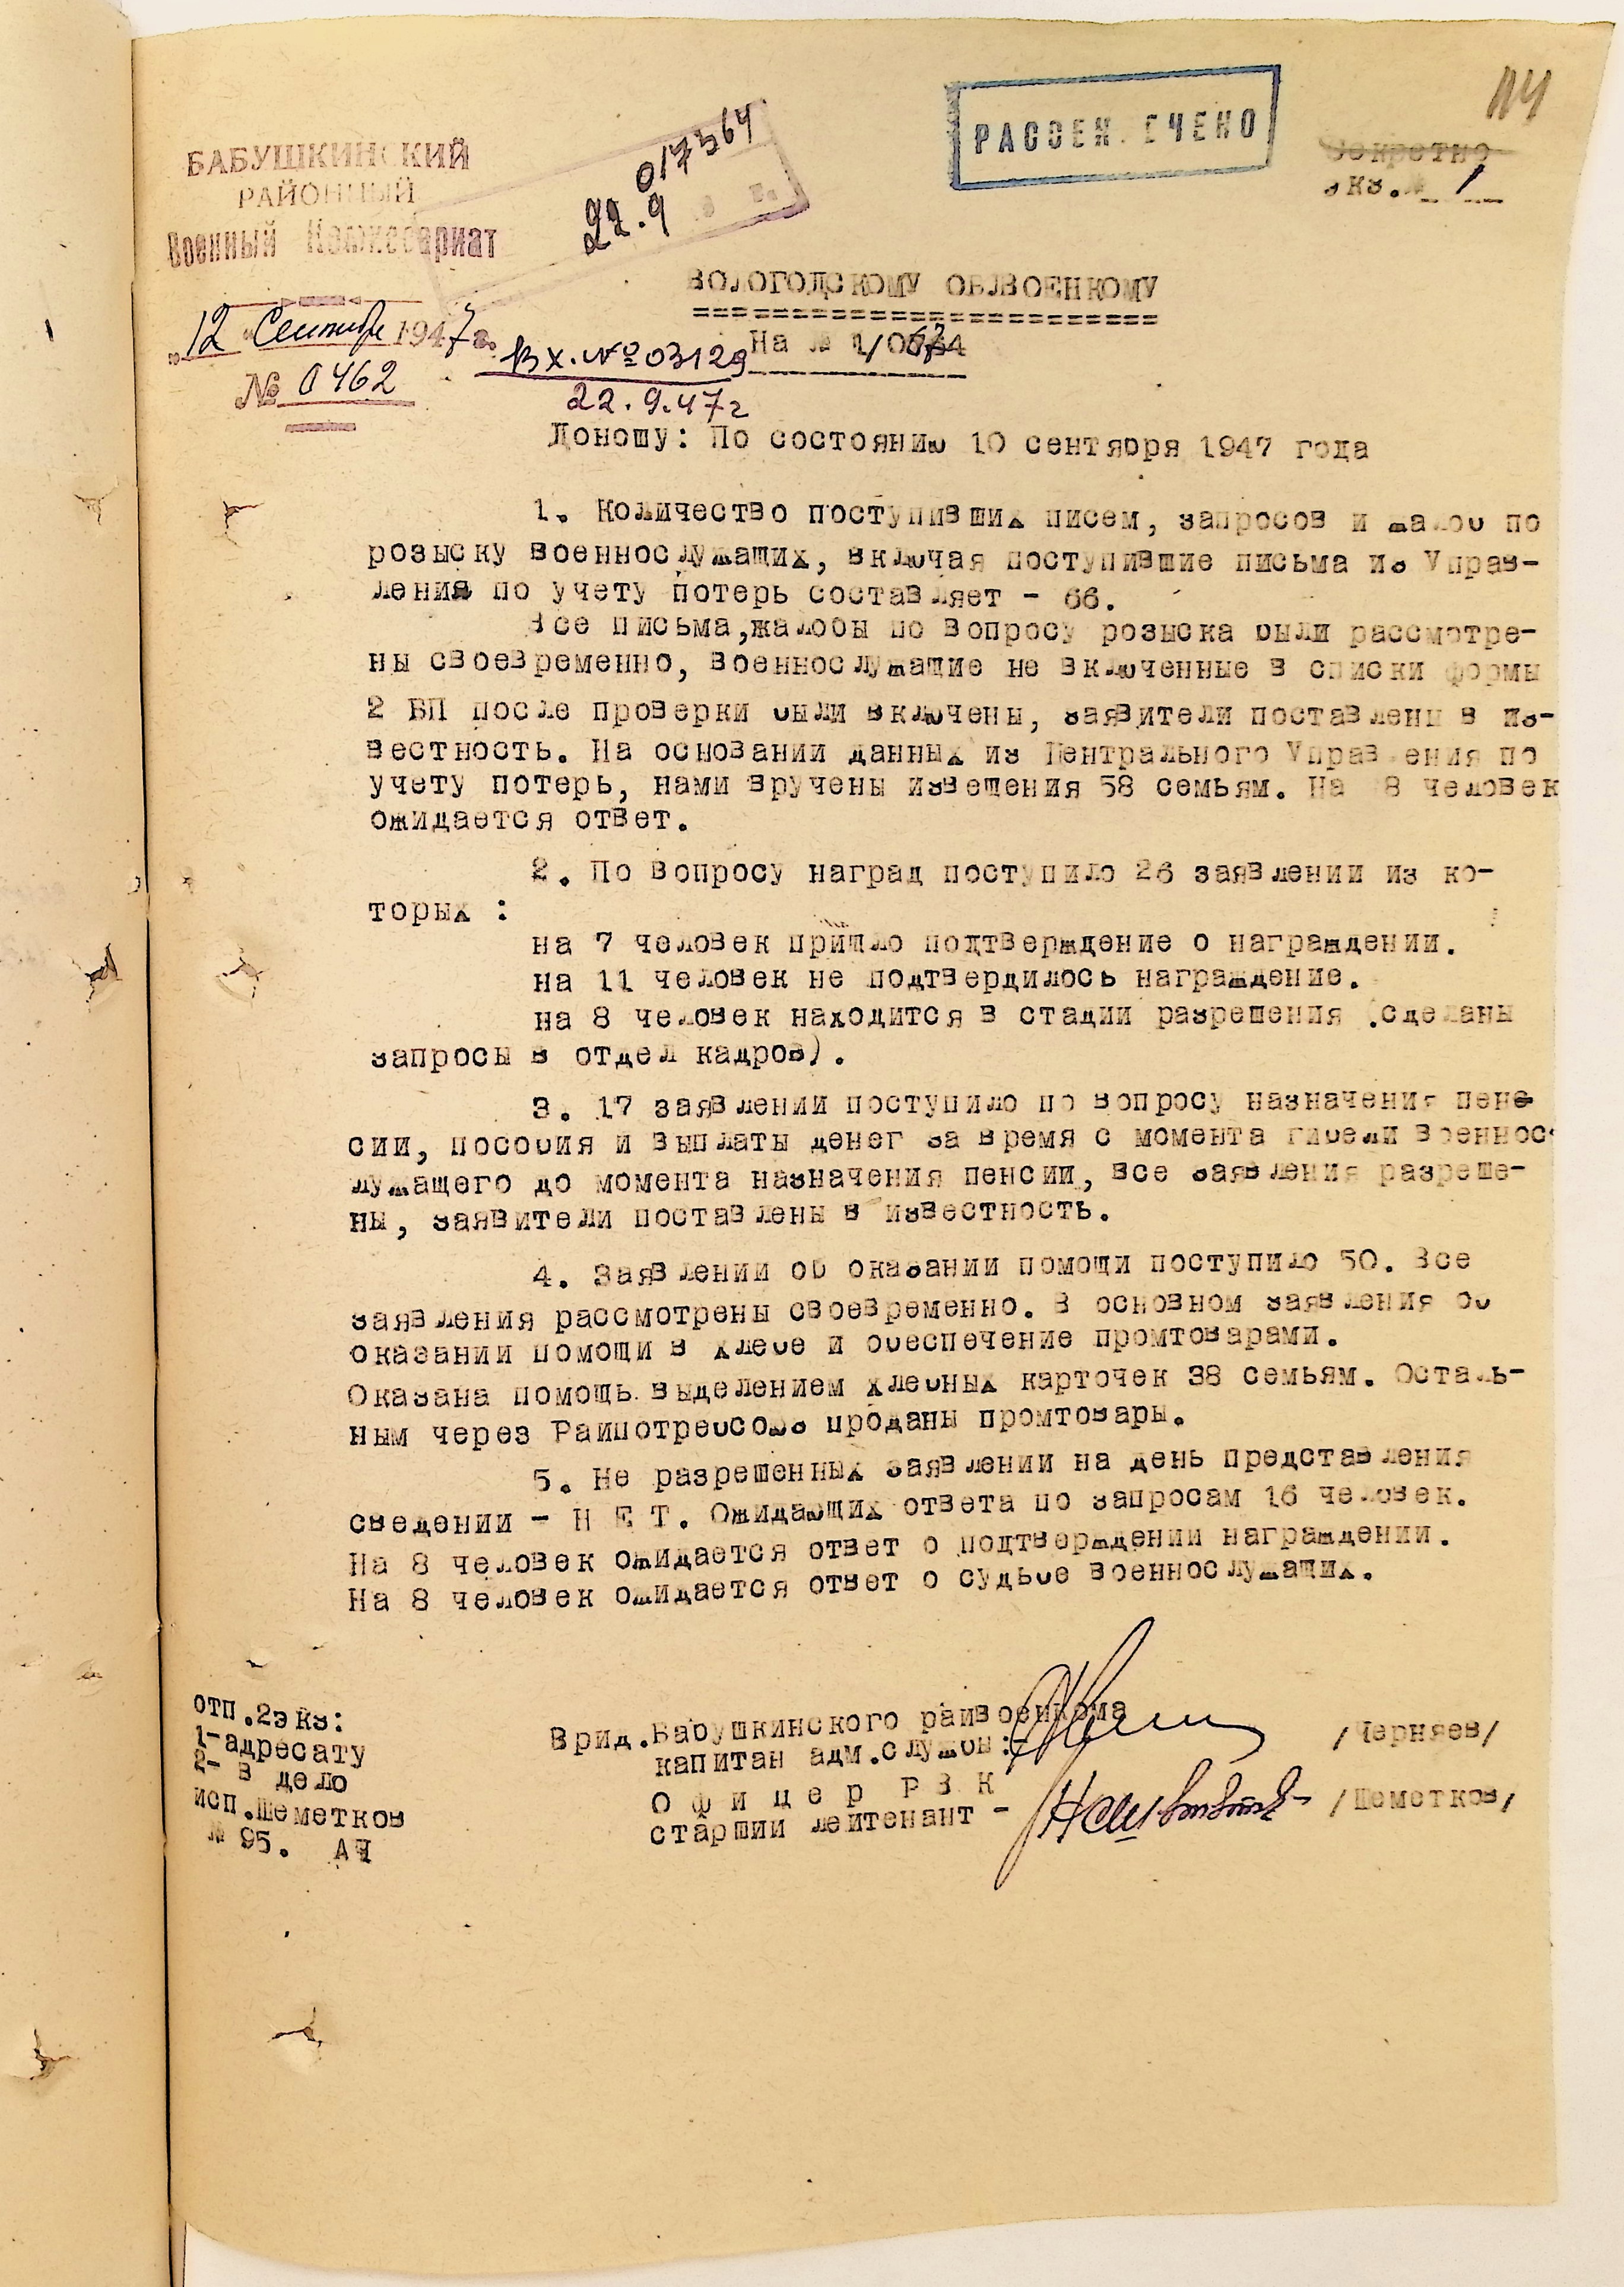 114
РАССЕКРЕЧЕНО
Секретно
экз.№ 1
БАБУШКИНСКИЙ
РАЙОННЫЙ
Военный Комиссариат
017364
22.9
„12" Сентября 1947г.
№ 0462
ВОЛОГОДСКОМУ ОБЛВОЕНКОМУ
На № 1/0
Вх. № 03129
22.9.47г
Доношу: По состоянию 10 сентября 1947 года
1. Количество поступивших писем, запросов и жалоб по
розыску военнослужащих, включая поступившие письма из Управ-
ления по учету потерь составляет - 66.
Все письма,жалобы по вопросу розыска были рассмотре-
ны своевременно, военнослужащие не включенные в списки формы
2 БП после проверки были включены, заявители поставлены в из-
вестность. На основании данных из Центрального Управления по
учету потерь, нами вручены извещения 58 семьям. На 8 человек
ожидается ответ.
2. По вопросу наград поступило 26 заявлений из ко-
торых :
на 7 человек пришло подтверждение о награждении.
на 11 человек не подтвердилось награждение.
на 8 человек находится в стадии разрешения (сделаны
запросы в отдел кадров).
3. 17 заявлений поступило по вопросу назначения пен-
сии, пособия и выплаты денег за время с момента гибели военнос-
лужащего до момента назначения пенсии, все заявления разреше-
ны, заявители поставлены в известность.
4. Заявлений об оказании помощи поступило 50. Все
заявления рассмотрены своевременно. В основном заявления об
оказании помощи в хлебе и обеспечение промтоварами.
Оказана помощь выделением хлебных карточек 38 семьям. Осталь-
ным через Райпотребсоюз проданы промтовары.
5. Не разрешенных заявлений на день представления
сведений - Н Е Т. Ожидающих ответа по запросам 16 человек.
На 8 человек ожидается ответ о подтверждении награждений.
На 8 человек ожидается ответ о судьбе военнослужащих.
отп.2экз:
1-адресату
2- в дело
исп.Шеметков
№ 95. АЧ
Врид.Бабушкинского райвоенкома
капитан адм.службы:- /Черняев/
О ф и ц е р Р В К
старший лейтенант - /Шеметков/